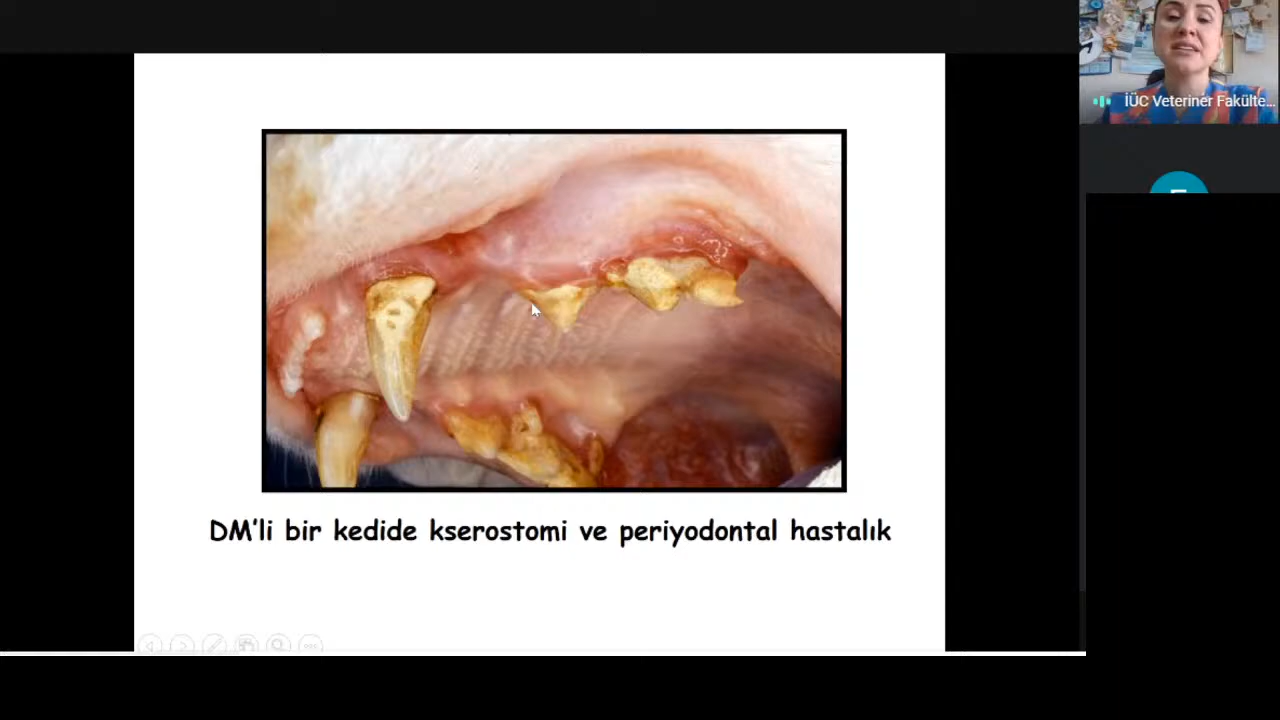 İÜC Veteriner Fakülte...
DM'li bir kedide kserostomi ve periyodontal hastalık